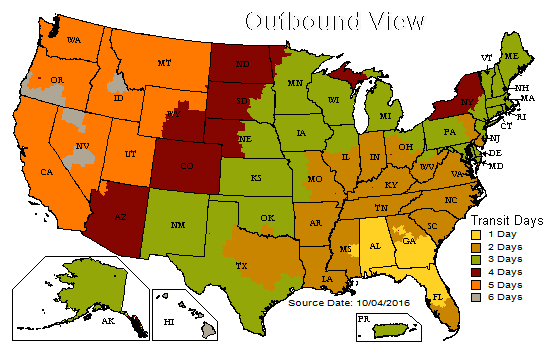 Outbound View
WA
MT
ND
MN
VT
ME
OR
ID
WY
SD
WI
MI
NY
NH
MA
RI
CT
NV
UT
CO
NE
IA
IL
IN
OH
PA
NJ
DE
MD
CA
AZ
NM
KS
MO
KY
WV
VA
OK
AR
TN
NC
SC
TX
LA
MS
AL
GA
FL
AK
HI
PR
Transit Days
1 Day
2 Days
3 Days
4 Days
5 Days
6 Days
Source Date: 10/04/2016